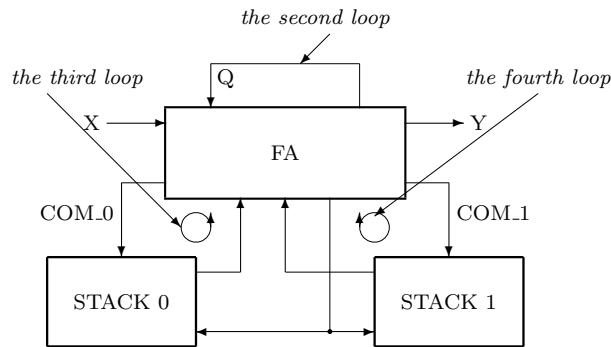 the second loop
the third loop
Q
the fourth loop
X
Y
FA
COM_0
COM_1
STACK 0
STACK 1